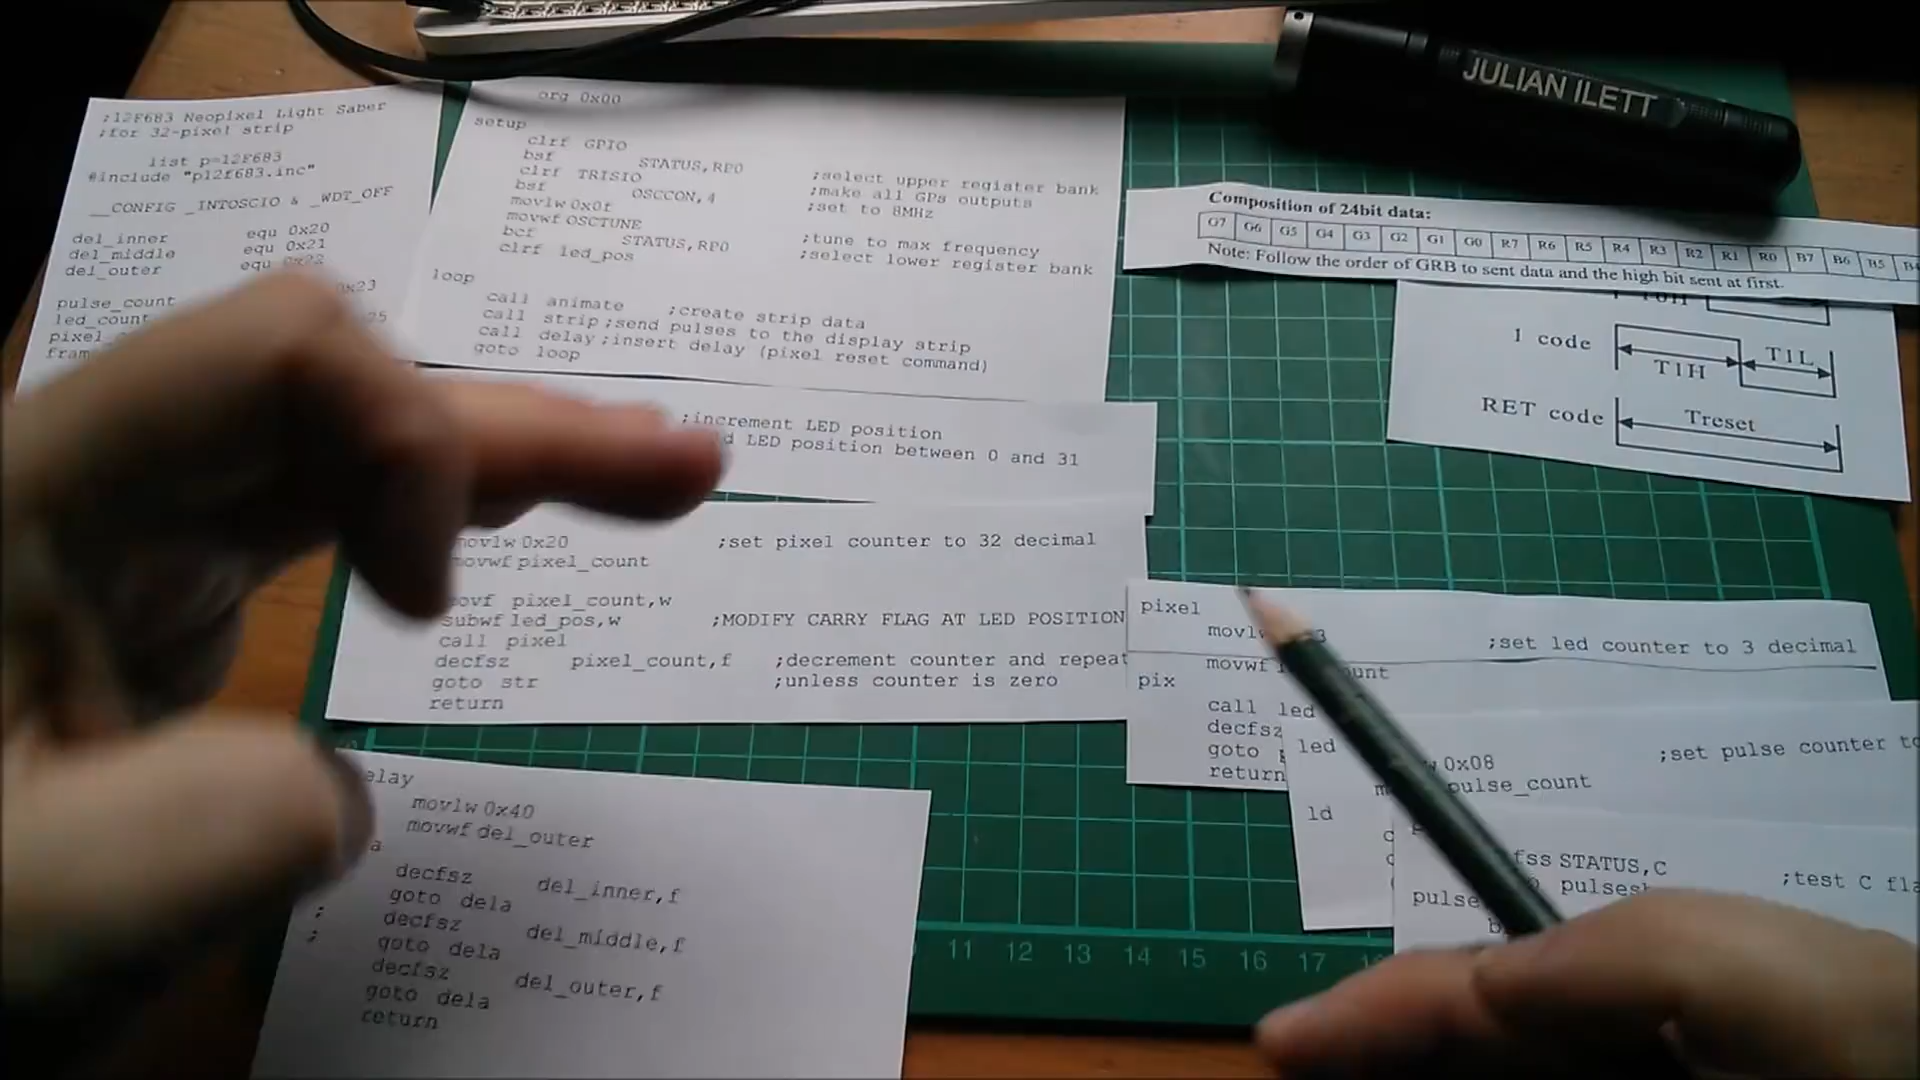 ;12F683 Neopixel Light Saber
;for 32-pixel strip
list p=12F683
#include "p12f683.inc"
__CONFIG _INTOSCIO & _WDT_OFF
del_inner equ 0x20
del_middle equ 0x21
del_outer equ 0x22
pulse_count 0x23
led_count
org 0x00
setup
clrf GPIO
bsf STATUS,RP0 ;select upper register bank
clrf TRISIO ;make all GPs outputs
bsf OSCCON,4 ;set to 8MHz
movlw 0x0f
movwf OSCTUNE ;tune to max frequency
bcf STATUS,RP0 ;select lower register bank
clrf led_pos
loop
call animate ;create strip data
call strip ;send pulses to the display strip
call delay ;insert delay (pixel reset command)
goto loop
;increment LED position
LED position between 0 and 31
movlw 0x20 ;set pixel counter to 32 decimal
movwf pixel_count
movf pixel_count,w
subwf led_pos,w ;MODIFY CARRY FLAG AT LED POSITION
call pixel
decfsz pixel_count,f ;decrement counter and repeat
goto str ;unless counter is zero
return
movlw 0x40
movwf del_outer
decfsz del_inner,f
goto dela
; decfsz del_middle,f
; goto dela
decfsz del_outer,f
goto dela
return
JULIAN ILETT
Composition of 24bit data:
G7 G6 G5 G4 G3 G2 G1 G0 R7 R6 R5 R4 R3 R2 R1 R0 B7 B6 B5
Note: Follow the order of GRB to sent data and the high bit sent at first.
1 code T1H T1L
RET code Treset
pixel
;set led counter to 3 decimal
pix
call led
decfsz
goto
return
led
0x08 ;set pulse counter
pulse_count
ld
STATUS,C ;test C
11 12 13 14 15 16 17